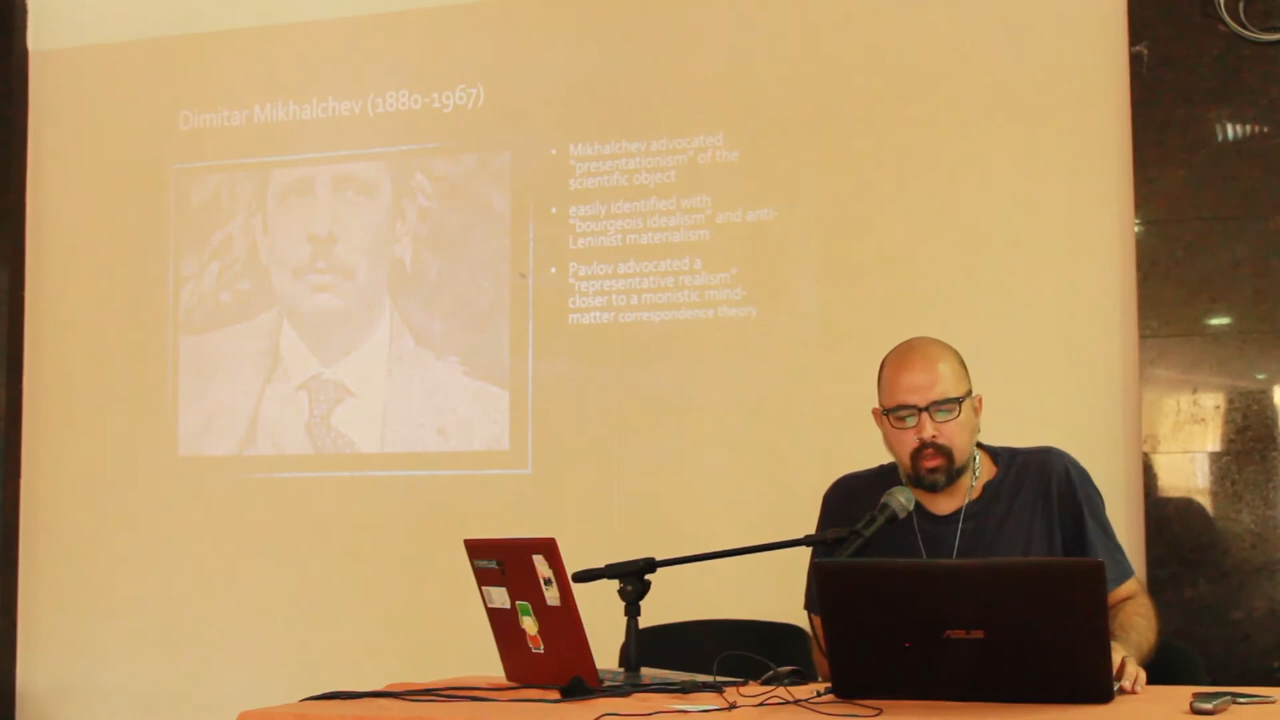 Dimitar Mikhalchev (1880-1967)
• Mikhalchev advocated
"presentationism" of the
scientific object
• easily identified with
"bourgeois idealism" and anti-
Leninist materialism
• Pavlov advocated a
"representative realism"
closer to a monistic mind-
matter correspondence theory
ASUS